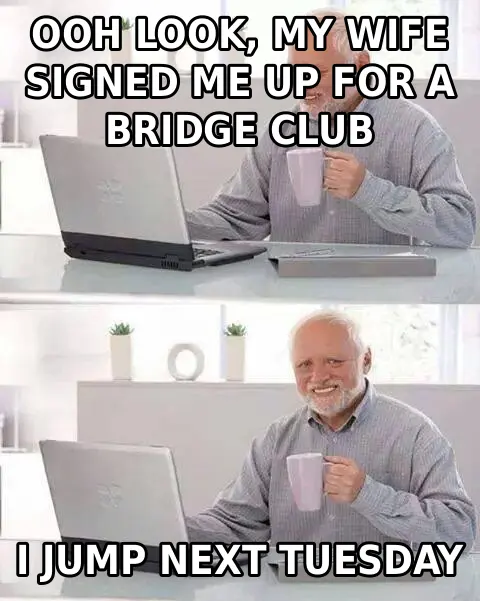 OOH LOOK, MY WIFE
SIGNED ME UP FOR A
BRIDGE CLUB
I JUMP NEXT TUESDAY